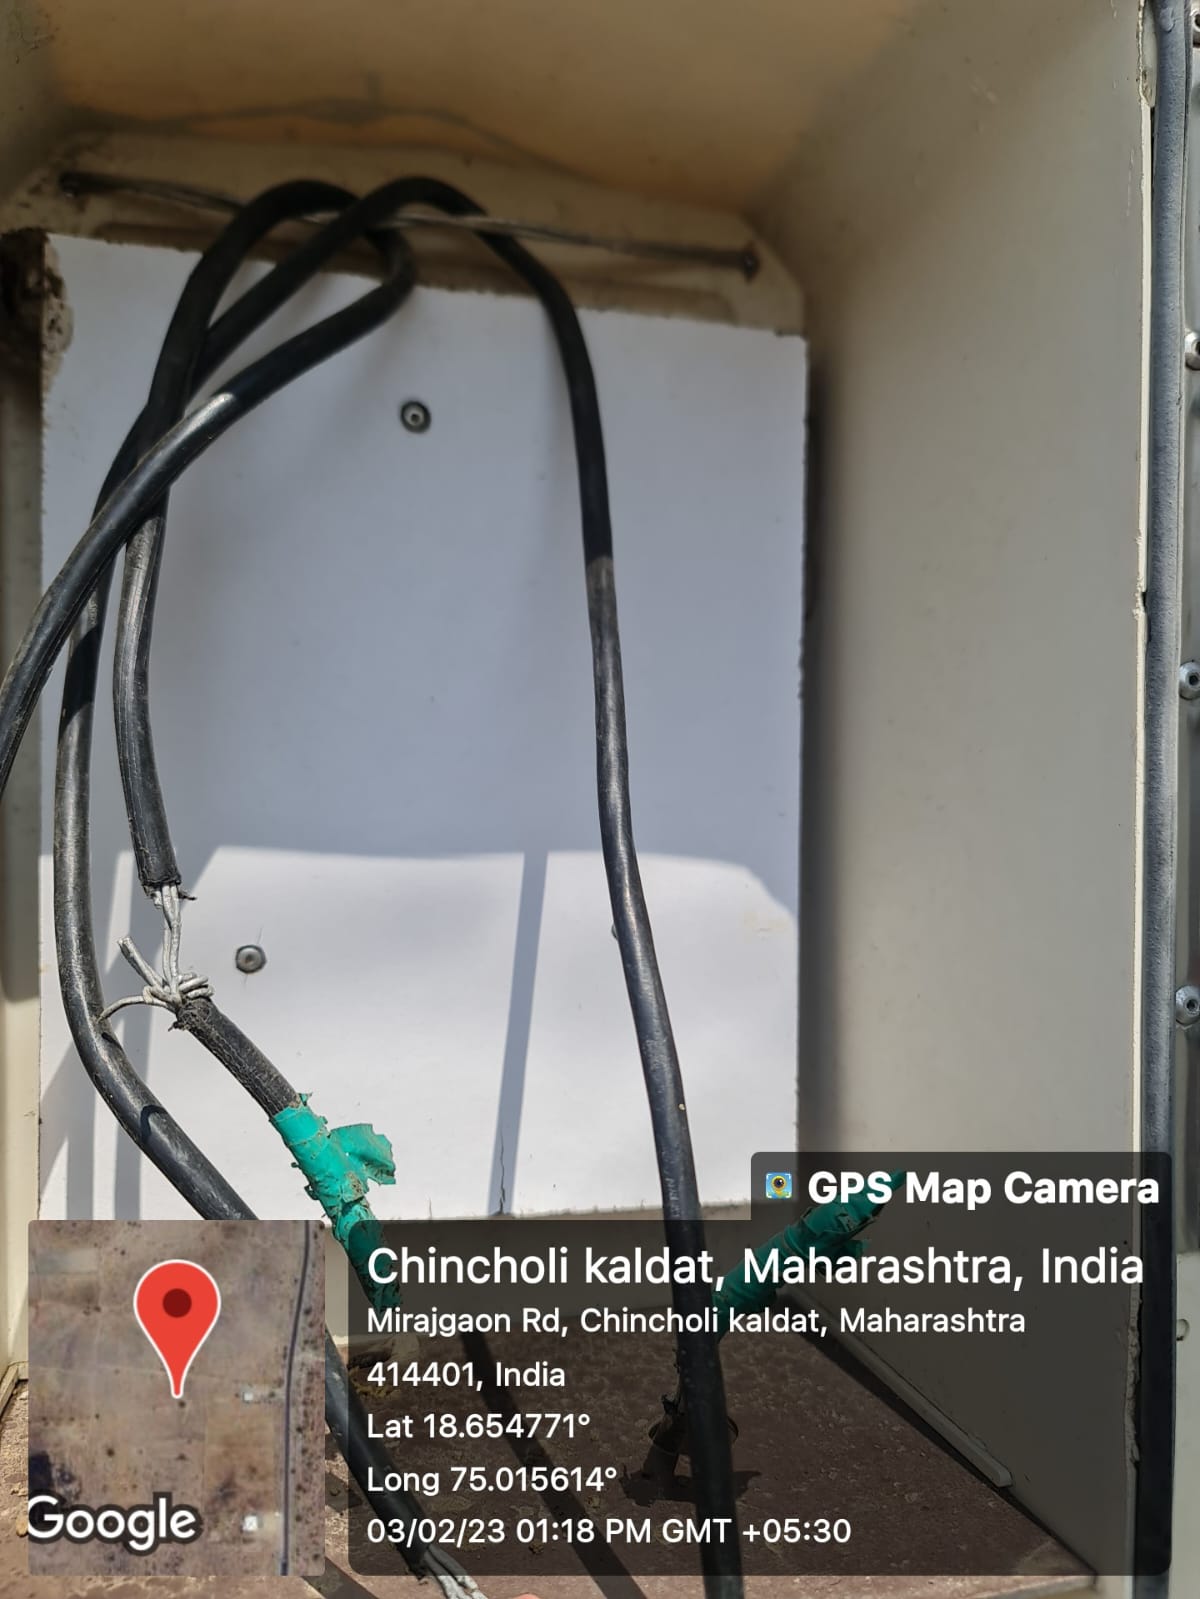 GPS Map Camera
Chincholi kaldat, Maharashtra, India
Mirajgaon Rd, Chincholi kaldat, Maharashtra
414401, India
Lat 18.654771°
Long 75.015614°
03/02/23 01:18 PM GMT +05:30
Google